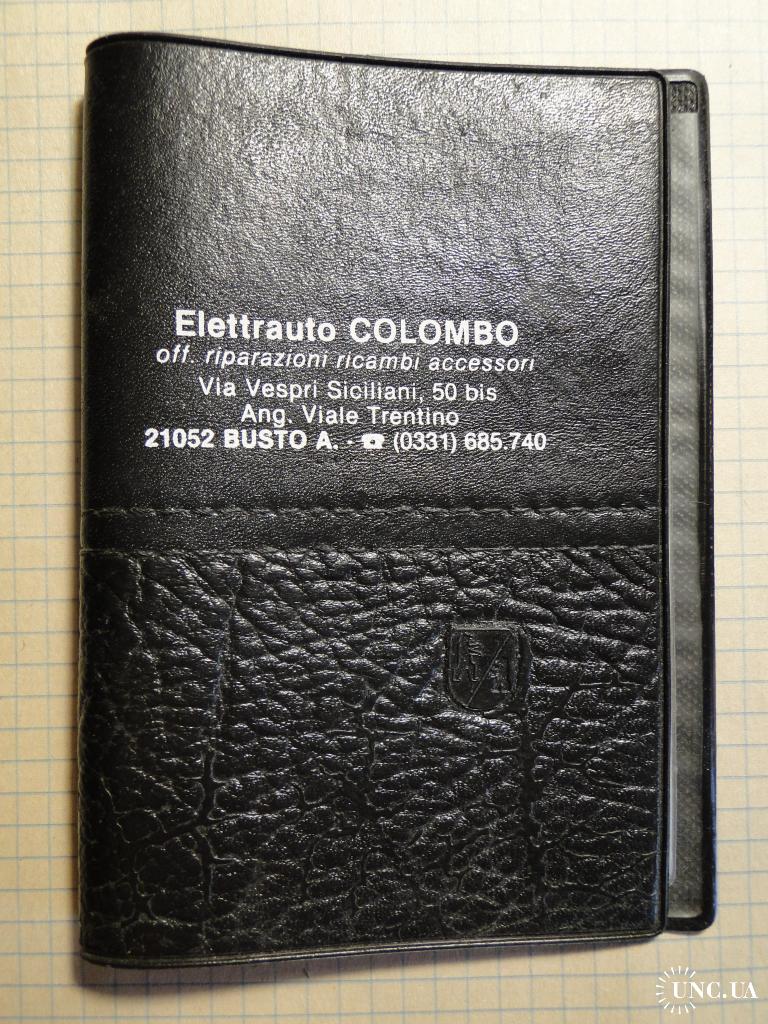 Elettrauto COLOMBO
off. riparazioni ricambi accessori
Via Vespri Siciliani, 50 bis
Ang. Viale Trentino
21052 BUSTO A. - ☎ (0331) 685.740
UNC.UA